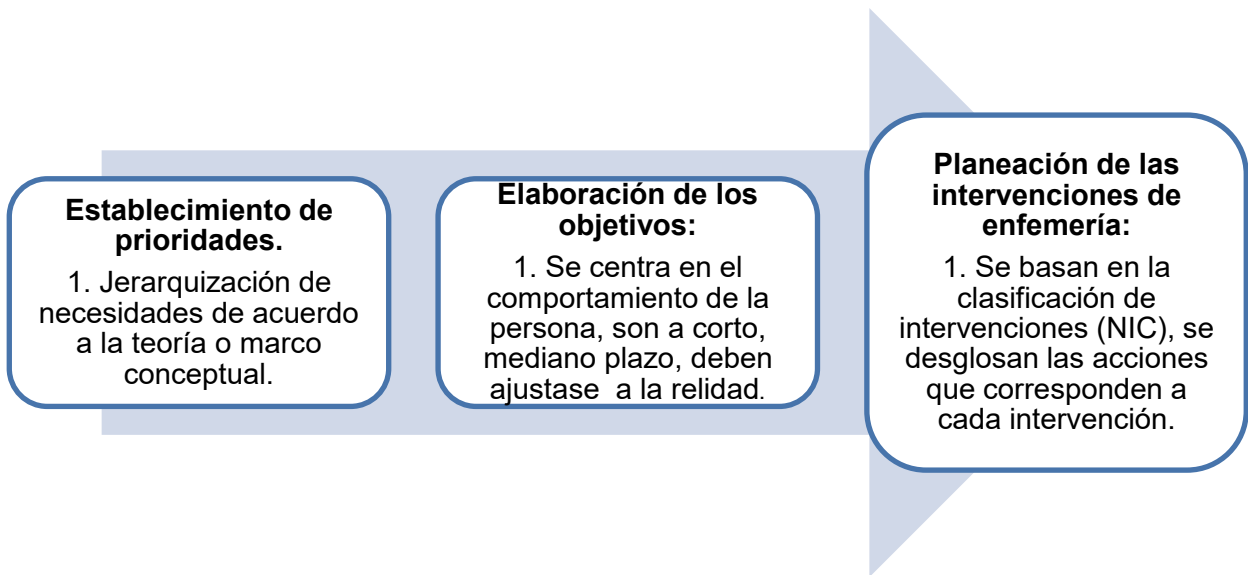 Establecimiento de
prioridades.
1. Jerarquización de
necesidades de acuerdo
a la teoría o marco
conceptual.
Elaboración de los
objetivos:
1. Se centra en el
comportamiento de la
persona, son a corto,
mediano plazo, deben
ajustase a la relidad.
Planeación de las
intervenciones de
enfemería:
1. Se basan en la
clasificación de
intervenciones (NIC), se
desglosan las acciones
que corresponden a
cada intervención.